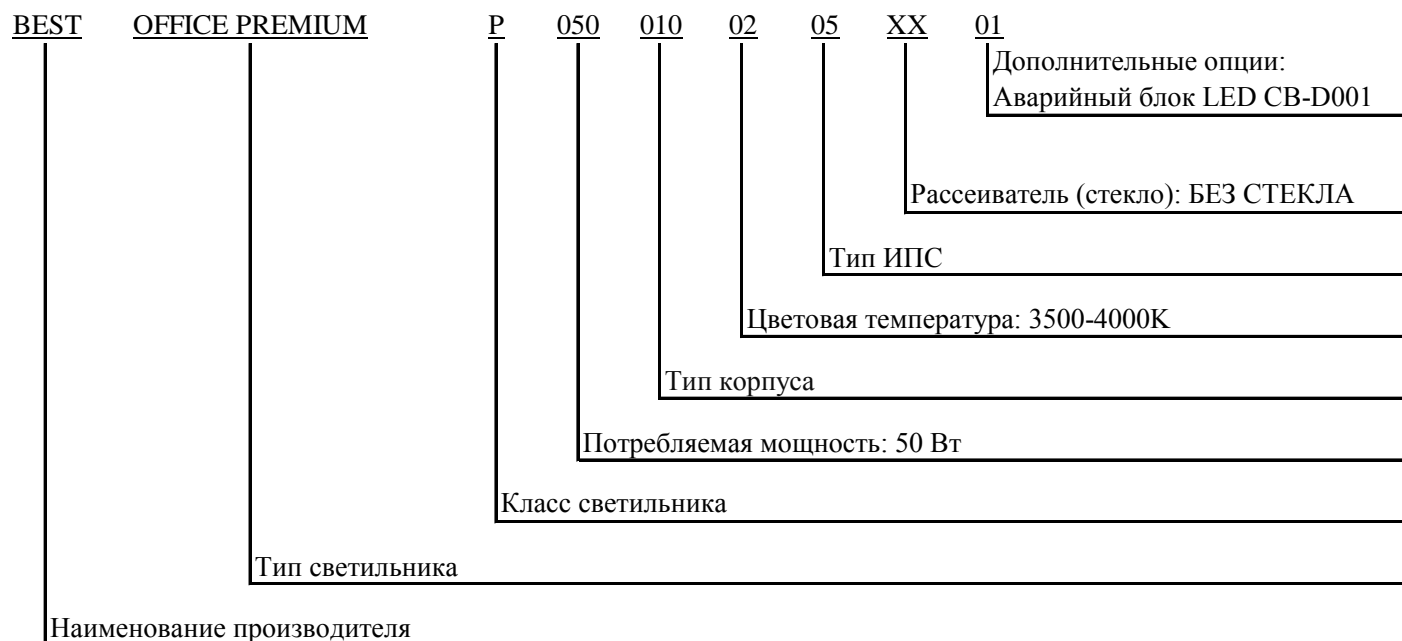 BEST OFFICE PREMIUM P 050 010 02 05 XX 01
Дополнительные опции:
Аварийный блок LED CB-D001
Рассеиватель (стекло): БЕЗ СТЕКЛА
Тип ИПС
Цветовая температура: 3500-4000К
Тип корпуса
Потребляемая мощность: 50 Вт
Класс светильника
Тип светильника
Наименование производителя